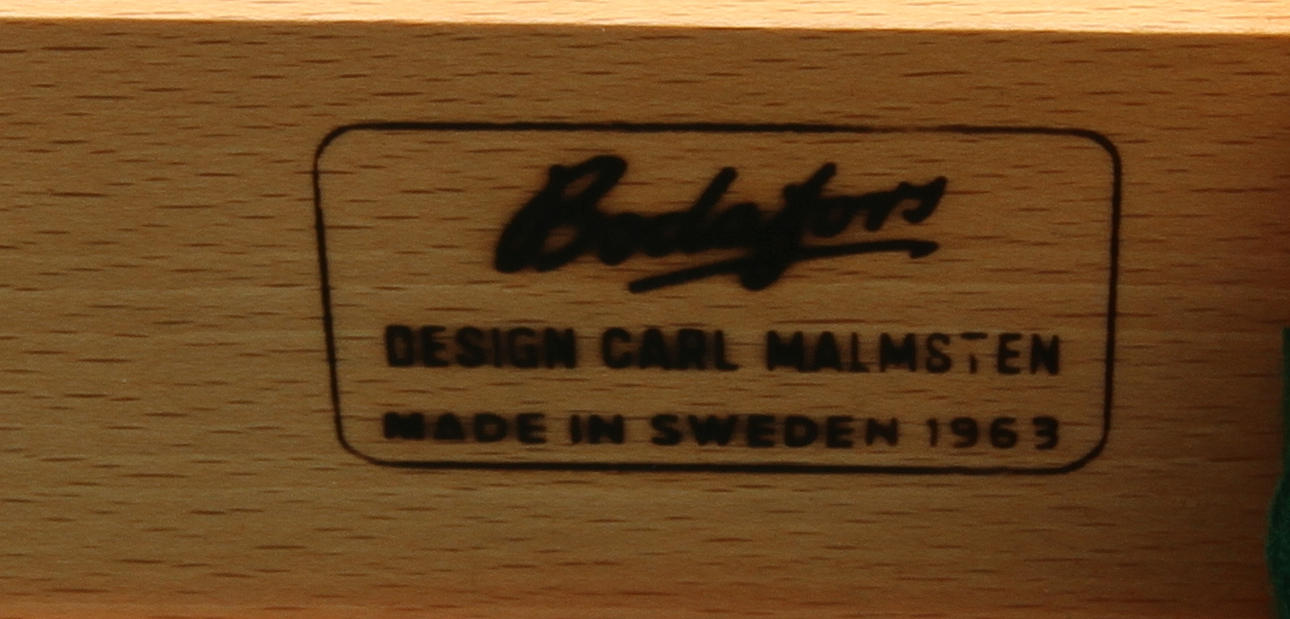 Bodafors
DESIGN CARL MALMSTEN
MADE IN SWEDEN 1963